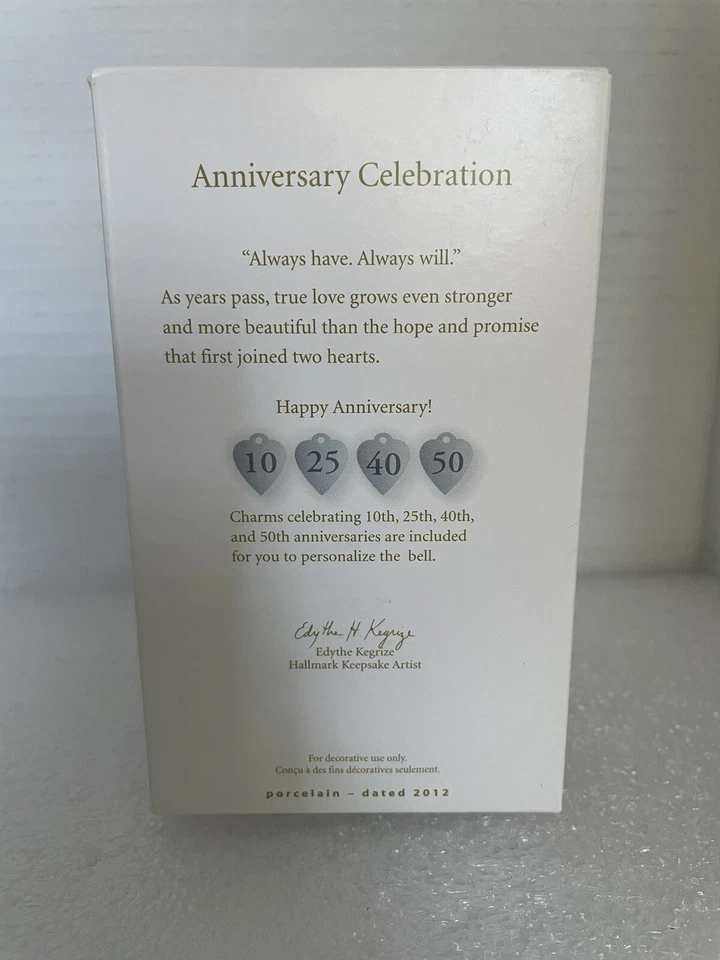 Anniversary Celebration
“Always have. Always will.”
As years pass, true love grows even stronger
and more beautiful than the hope and promise
that first joined two hearts.
Happy Anniversary!
10 25 40 50
Charms celebrating 10th, 25th, 40th,
and 50th anniversaries are included
for you to personalize the bell.
Edythe H. Kegrize
Edythe Kegrize
Hallmark Keepsake Artist
For decorative use only.
Conçu à des fins décoratives seulement.
porcelain – dated 2012